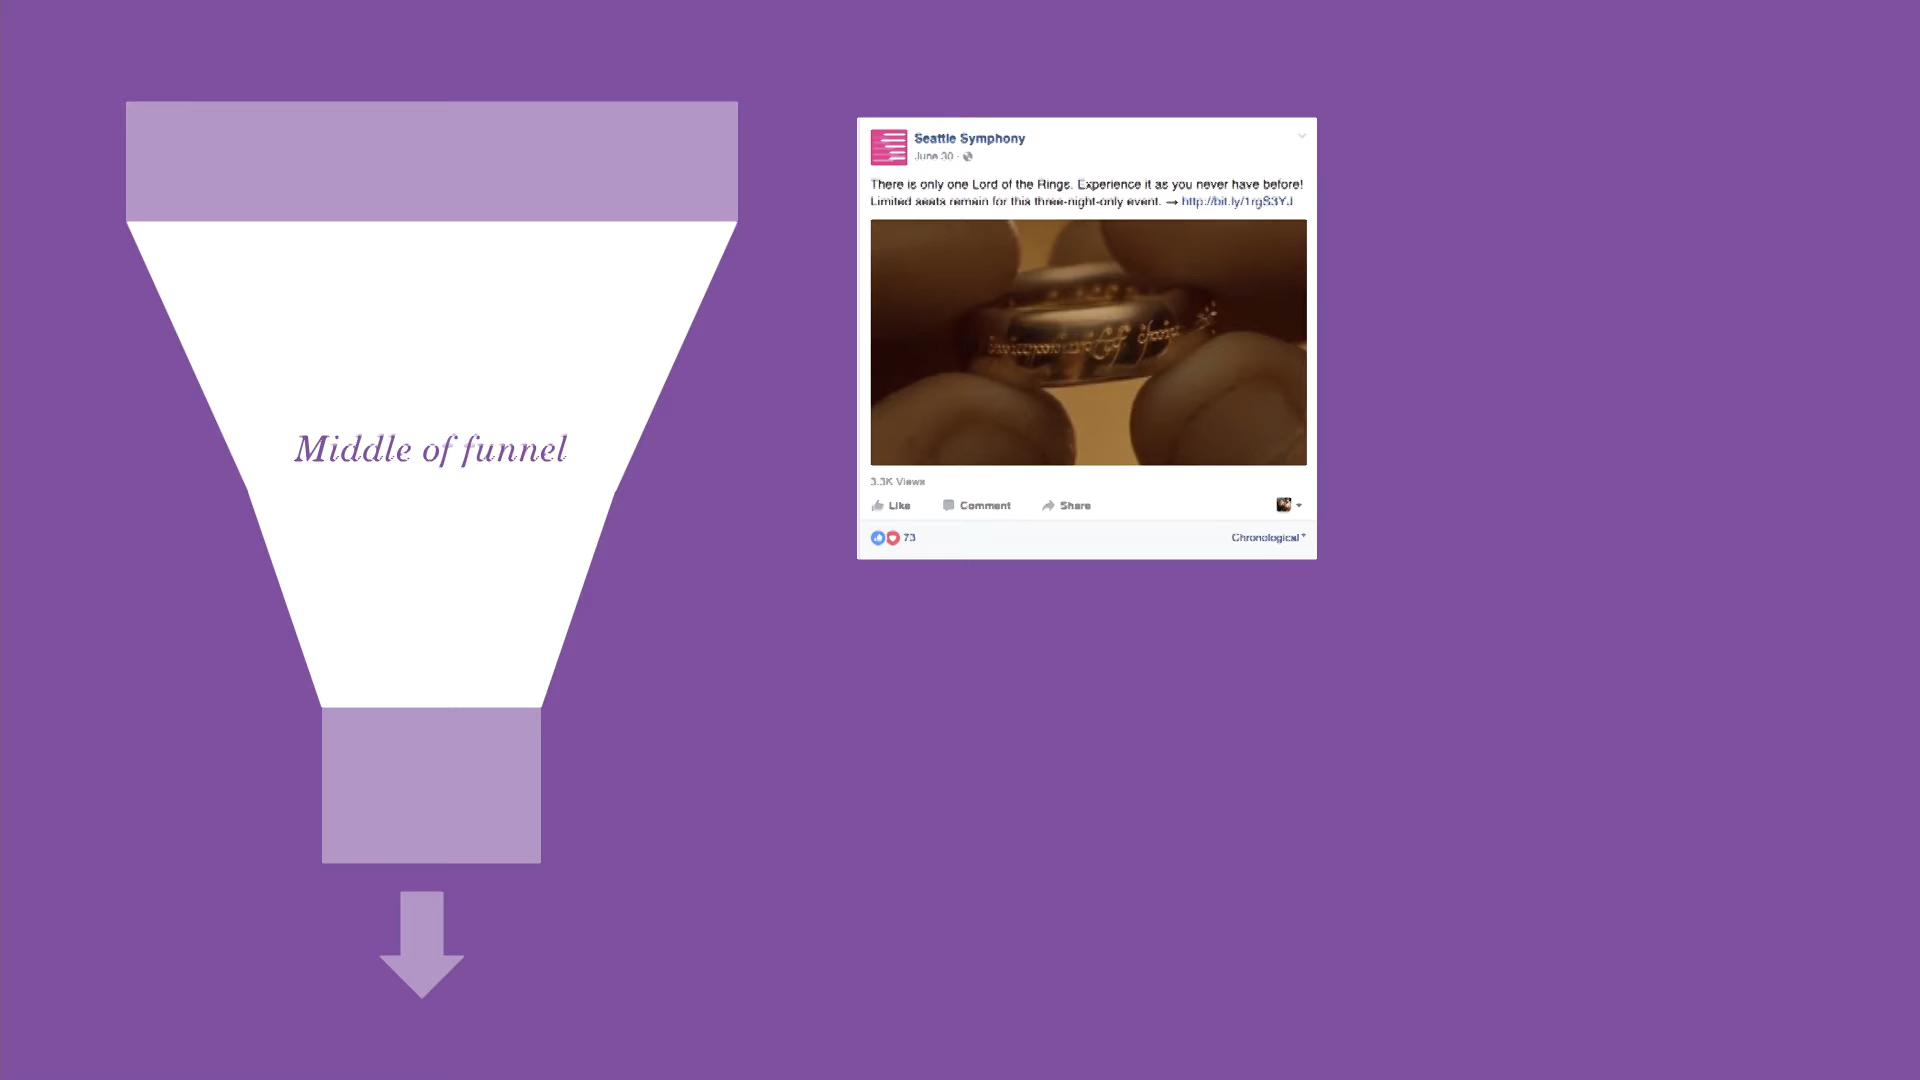 Middle of funnel
Seattle Symphony
June 30 ·
There is only one Lord of the Rings. Experience it as you never have before!
Limited seats remain for this three-night-only event. → http://bit.ly/1rgS3YJ
3.3K Views
Like Comment Share
73 Chronological